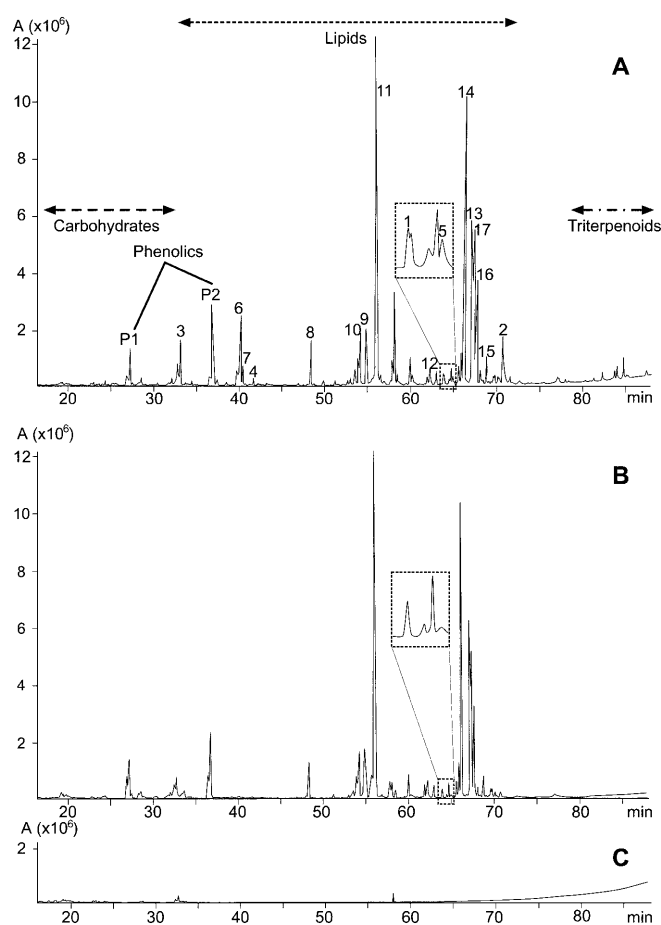 A (x10⁶)
Lipids
A
12
11
14
10
8
Carbohydrates
Triterpenoids
6
1
5
13
17
Phenolics
4
16
P1
P2
3
6
7
4
8
10
9
12
15
2
2
20 30 40 50 60 70 80 min
A (x10⁶)
B
12
10
8
6
4
2
20 30 40 50 60 70 80 min
A (x10⁶)
C
2
20 30 40 50 60 70 80 min